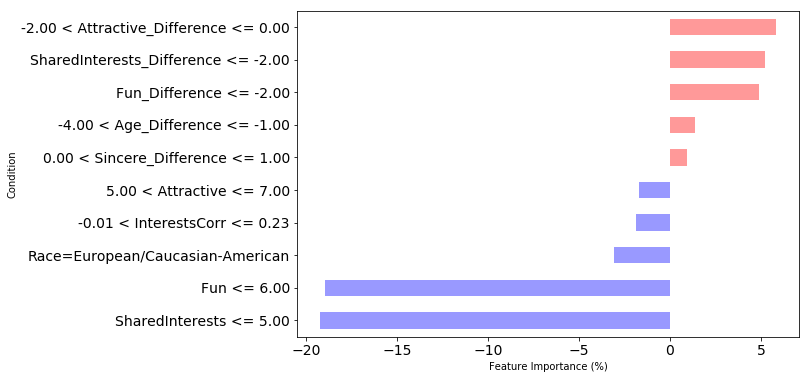 -2.00 < Attractive_Difference <= 0.00
SharedInterests_Difference <= -2.00
Fun_Difference <= -2.00
-4.00 < Age_Difference <= -1.00
0.00 < Sincere_Difference <= 1.00
5.00 < Attractive <= 7.00
-0.01 < InterestsCorr <= 0.23
Race=European/Caucasian-American
Fun <= 6.00
SharedInterests <= 5.00
Condition
−20 −15 −10 −5 0 5
Feature Importance (%)